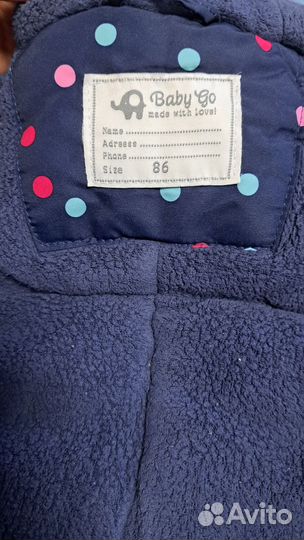 Baby Go
made with love!
Name
Adresss
Phone
Size 86
Avito